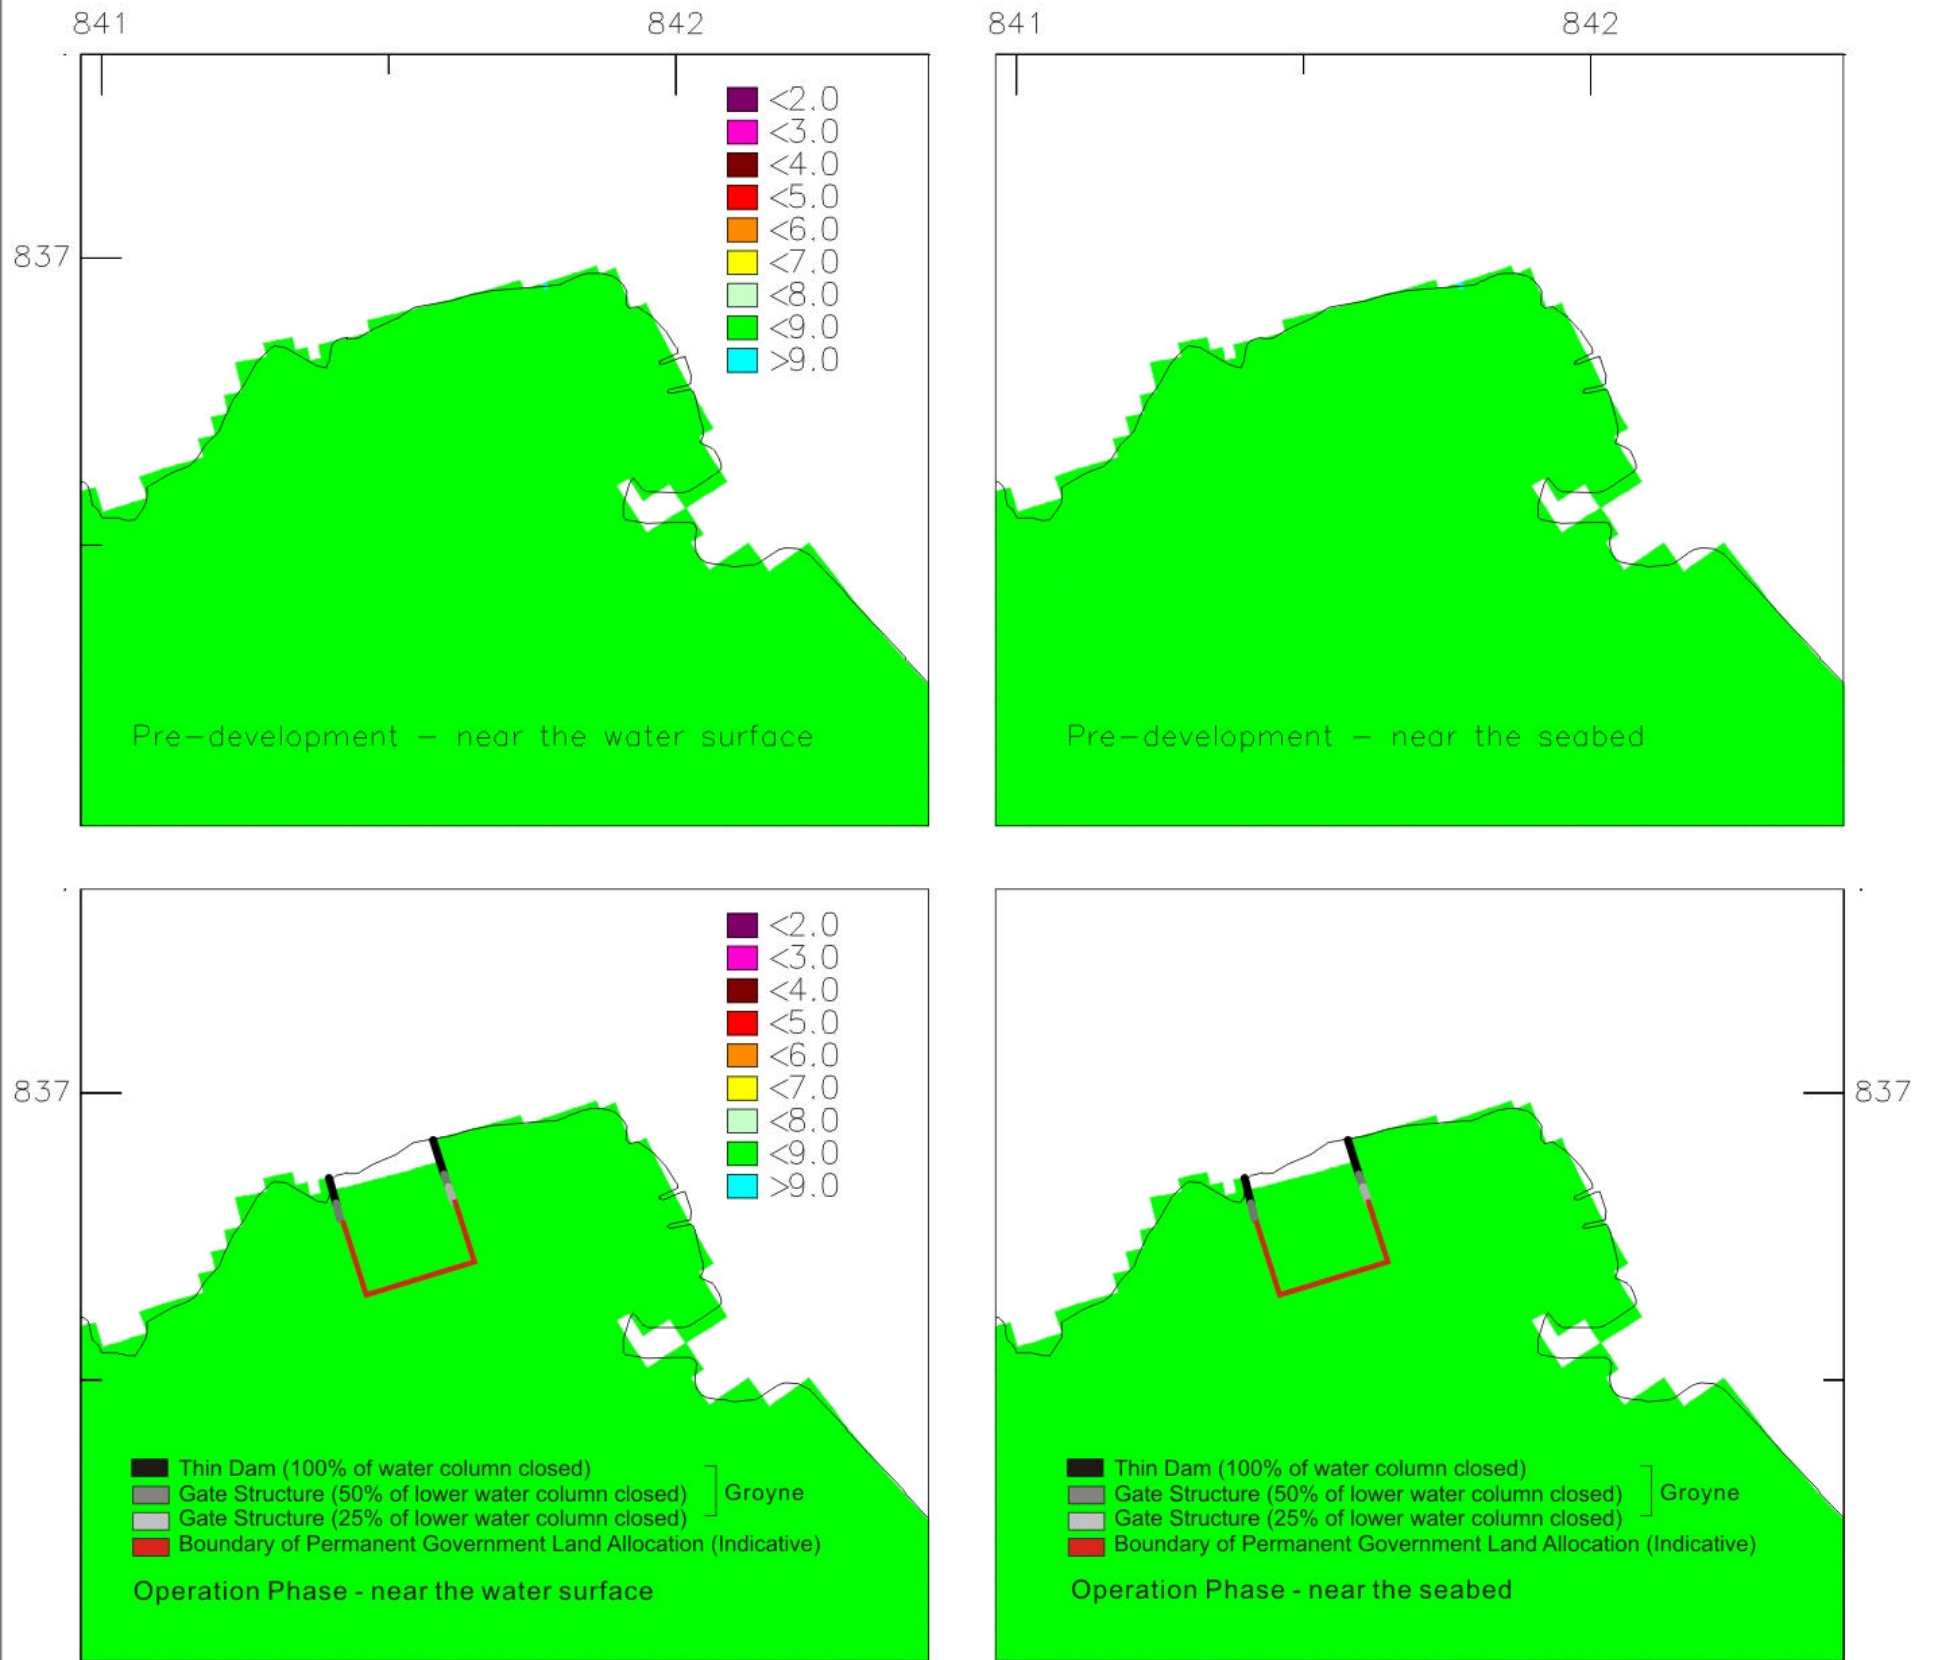 841 842 841 842
<2.0
<3.0
<4.0
<5.0
<6.0
837 <7.0
<8.0
<9.0
>9.0
Pre-development - near the water surface
Pre-development - near the seabed
<2.0
<3.0
<4.0
<5.0
<6.0
837 <7.0 837
<8.0
<9.0
>9.0
Thin Dam (100% of water column closed)
Gate Structure (50% of lower water column closed) Groyne
Gate Structure (25% of lower water column closed)
Boundary of Permanent Government Land Allocation (Indicative)
Operation Phase - near the water surface
Thin Dam (100% of water column closed)
Gate Structure (50% of lower water column closed) Groyne
Gate Structure (25% of lower water column closed)
Boundary of Permanent Government Land Allocation (Indicative)
Operation Phase - near the seabed